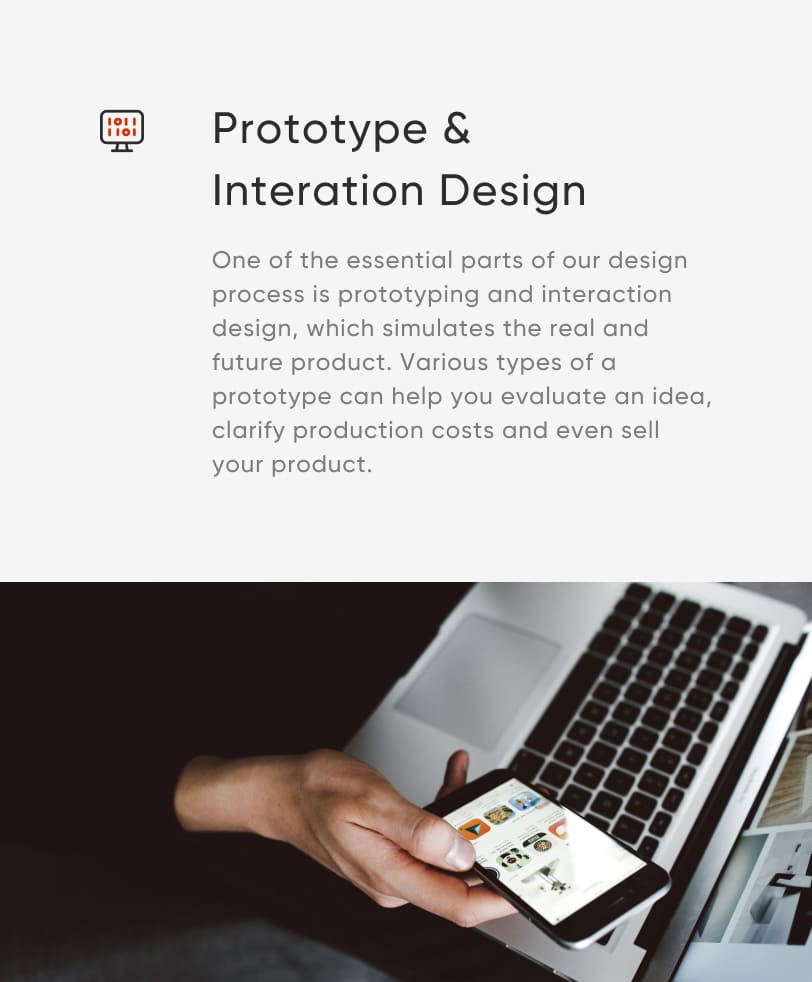 1011
1101
Prototype &
Interation Design
One of the essential parts of our design
process is prototyping and interaction
design, which simulates the real and
future product. Various types of a
prototype can help you evaluate an idea,
clarify production costs and even sell
your product.